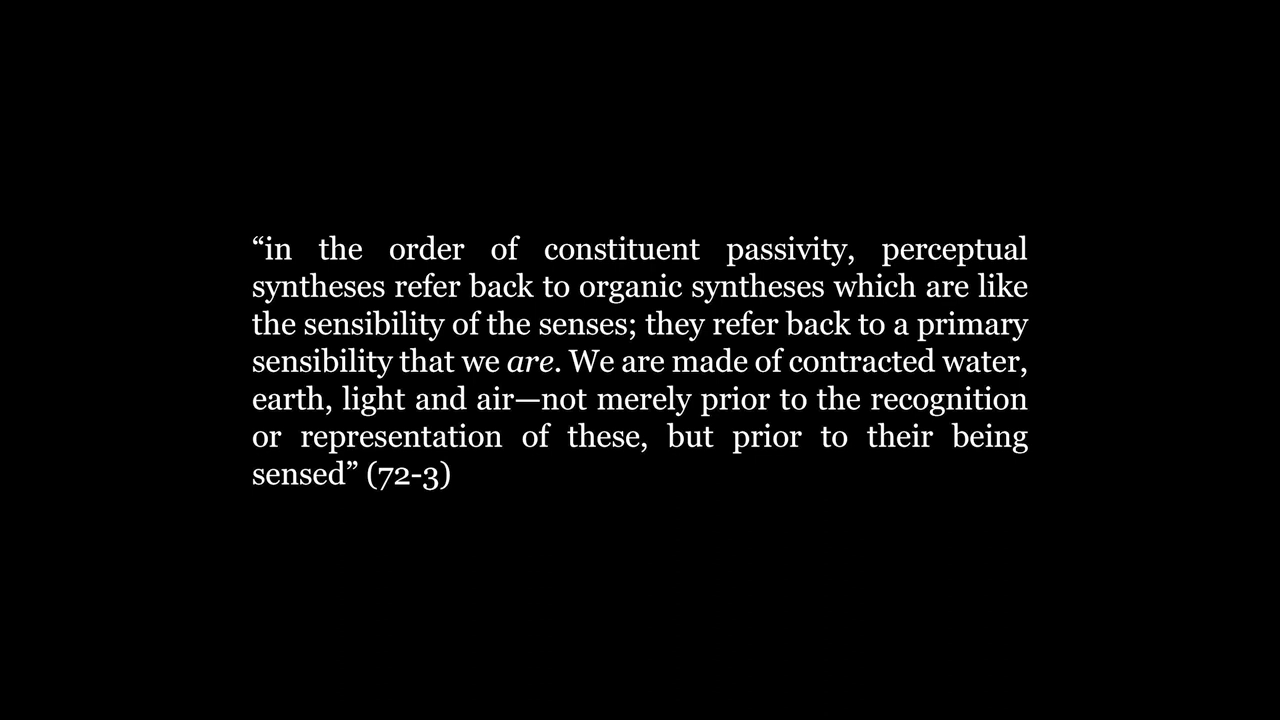 “in the order of constituent passivity, perceptual
syntheses refer back to organic syntheses which are like
the sensibility of the senses; they refer back to a primary
sensibility that we are. We are made of contracted water,
earth, light and air—not merely prior to the recognition
or representation of these, but prior to their being
sensed” (72-3)